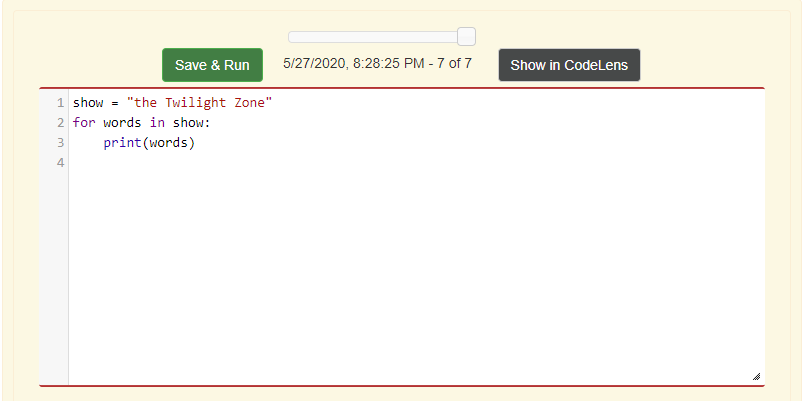 Save & Run 5/27/2020, 8:28:25 PM - 7 of 7 Show in CodeLens
1 show = "the Twilight Zone"
2 for words in show:
3     print(words)
4